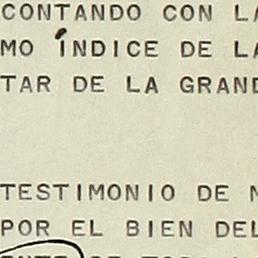 CONTANDO CON LA
MO ÍNDICE DE LA
TAR DE LA GRAND
TESTIMONIO DE
POR EL BIEN DEL